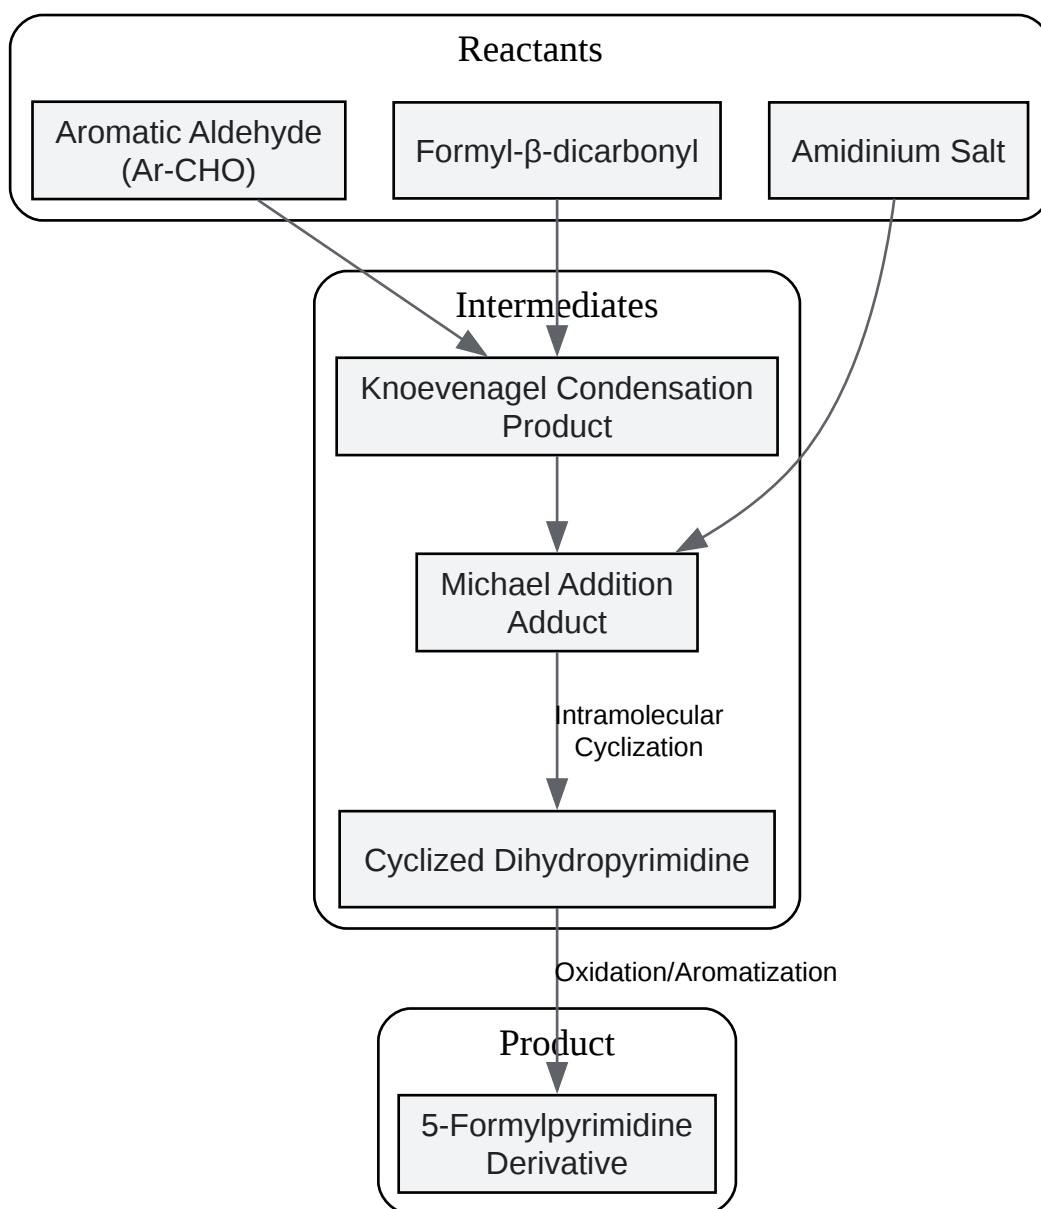 Reactants
Aromatic Aldehyde
(Ar-CHO)
Formyl-β-dicarbonyl
Amidinium Salt
Intermediates
Knoevenagel Condensation
Product
Michael Addition
Adduct
Intramolecular
Cyclization
Cyclized Dihydropyrimidine
Oxidation/Aromatization
Product
5-Formylpyrimidine
Derivative